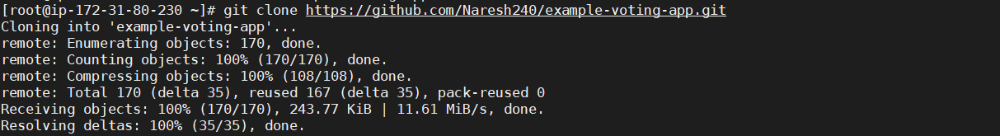 [root@ip-172-31-80-230 ~]# git clone https://github.com/Naresh240/example-voting-app.git
Cloning into 'example-voting-app'...
remote: Enumerating objects: 170, done.
remote: Counting objects: 100% (170/170), done.
remote: Compressing objects: 100% (108/108), done.
remote: Total 170 (delta 35), reused 167 (delta 35), pack-reused 0
Receiving objects: 100% (170/170), 243.77 KiB | 11.61 MiB/s, done.
Resolving deltas: 100% (35/35), done.